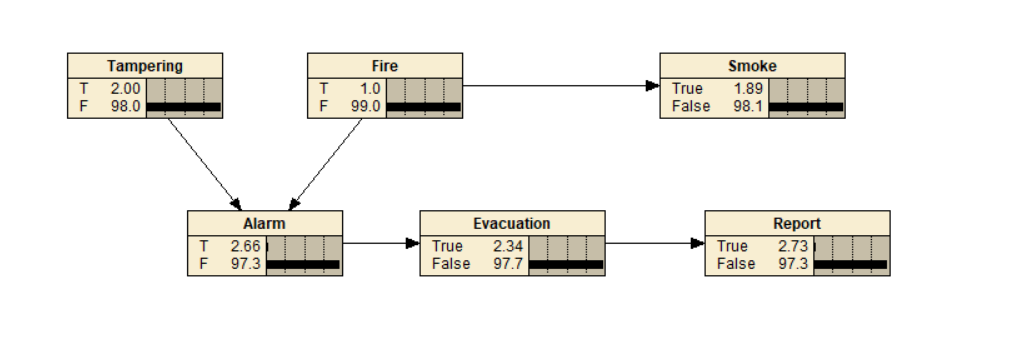 Tampering
T 2.00
F 98.0
Fire
T 1.0
F 99.0
Smoke
True 1.89
False 98.1
Alarm
T 2.66
F 97.3
Evacuation
True 2.34
False 97.7
Report
True 2.73
False 97.3